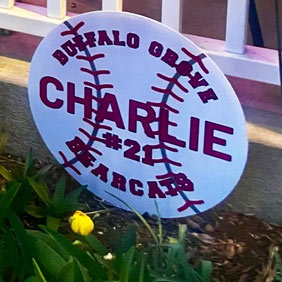 BUFFALO GROVE
CHARLIE
#21
BEARCATS